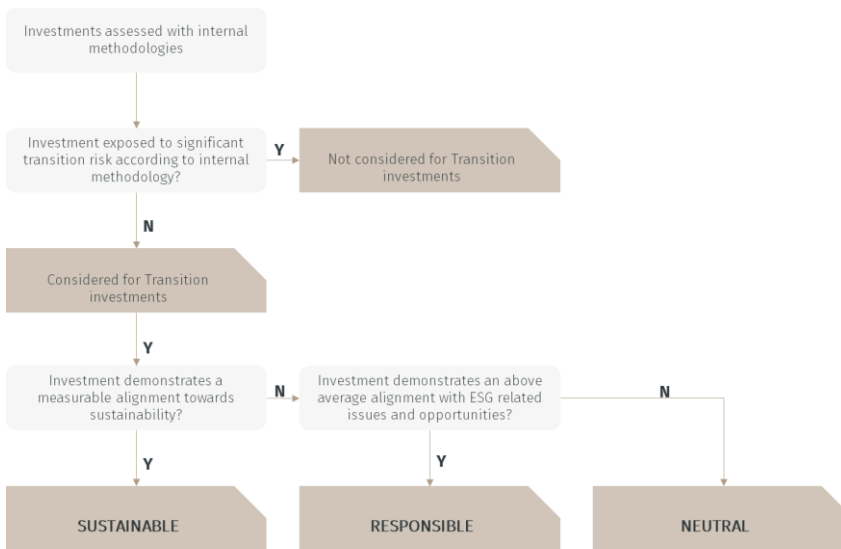 Investments assessed with internal
methodologies
Investment exposed to significant
transition risk according to internal
methodology?
Y
Not considered for Transition
investments
N
Considered for Transition
investments
Y
Investment demonstrates a
measurable alignment towards
sustainability?
N
Investment demonstrates an above
average alignment with ESG related
issues and opportunities?
N
Y
Y
SUSTAINABLE
RESPONSIBLE
NEUTRAL